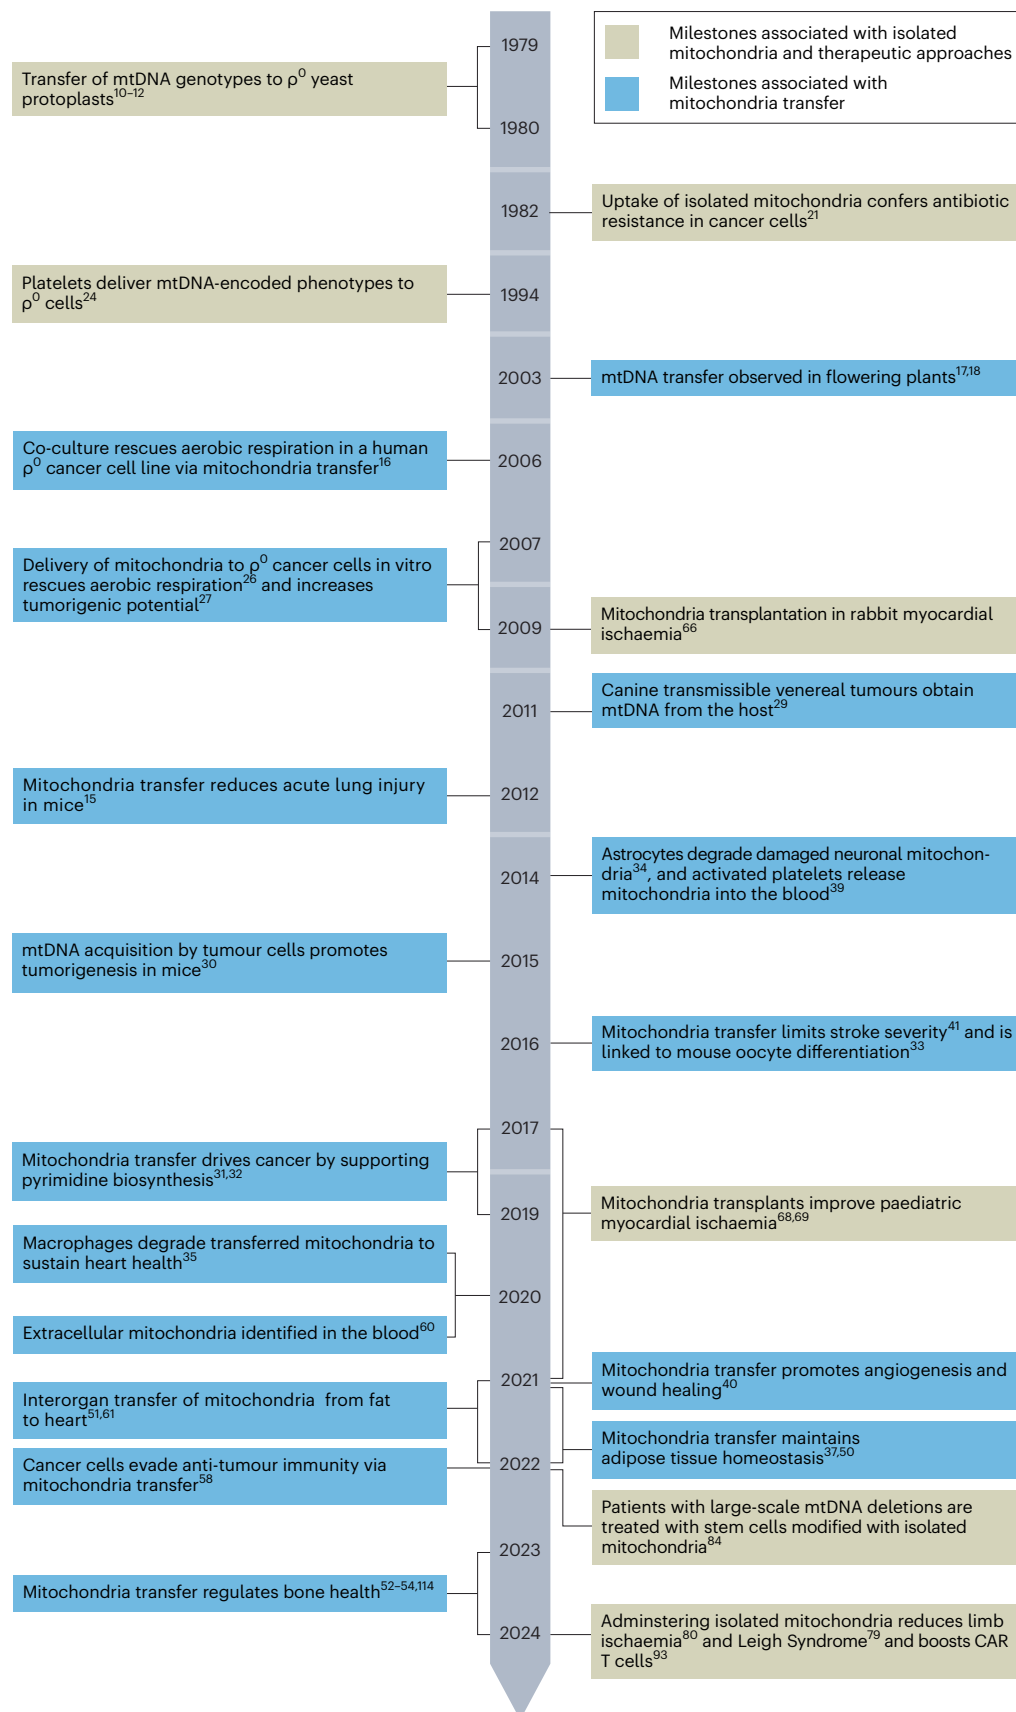 1979
Milestones associated with isolated
mitochondria and therapeutic approaches
Milestones associated with
mitochondria transfer
Transfer of mtDNA genotypes to ρ⁰ yeast
protoplasts¹⁰⁻¹²
1980
1982
Uptake of isolated mitochondria confers antibiotic
resistance in cancer cells²¹
Platelets deliver mtDNA-encoded phenotypes to
ρ⁰ cells²⁴
1994
2003
mtDNA transfer observed in flowering plants¹⁷,¹⁸
Co-culture rescues aerobic respiration in a human
ρ⁰ cancer cell line via mitochondria transfer¹⁶
2006
2007
Delivery of mitochondria to ρ⁰ cancer cells in vitro
rescues aerobic respiration²⁶ and increases
tumorigenic potential²⁷
2009
Mitochondria transplantation in rabbit myocardial
ischaemia⁶⁶
2011
Canine transmissible venereal tumours obtain
mtDNA from the host²⁹
Mitochondria transfer reduces acute lung injury
in mice¹⁵
2012
2014
Astrocytes degrade damaged neuronal mitochon-
dria³⁴, and activated platelets release
mitochondria into the blood³⁹
mtDNA acquisition by tumour cells promotes
tumorigenesis in mice³⁰
2015
2016
Mitochondria transfer limits stroke severity⁴¹ and is
linked to mouse oocyte differentiation³³
2017
Mitochondria transfer drives cancer by supporting
pyrimidine biosynthesis³¹,³²
2019
Mitochondria transplants improve paediatric
myocardial ischaemia⁶⁸,⁶⁹
Macrophages degrade transferred mitochondria to
sustain heart health³⁵
2020
Extracellular mitochondria identified in the blood⁶⁰
2021
Mitochondria transfer promotes angiogenesis and
wound healing⁴⁰
Interorgan transfer of mitochondria from fat
to heart⁵¹,⁶¹
Mitochondria transfer maintains
adipose tissue homeostasis³⁷,⁵⁰
Cancer cells evade anti-tumour immunity via
mitochondria transfer⁵⁸
2022
Patients with large-scale mtDNA deletions are
treated with stem cells modified with isolated
mitochondria⁸⁴
2023
Mitochondria transfer regulates bone health⁵²⁻⁵⁴,¹¹⁴
2024
Adminstering isolated mitochondria reduces limb
ischaemia⁸⁰ and Leigh Syndrome⁷⁹ and boosts CAR
T cells⁹³